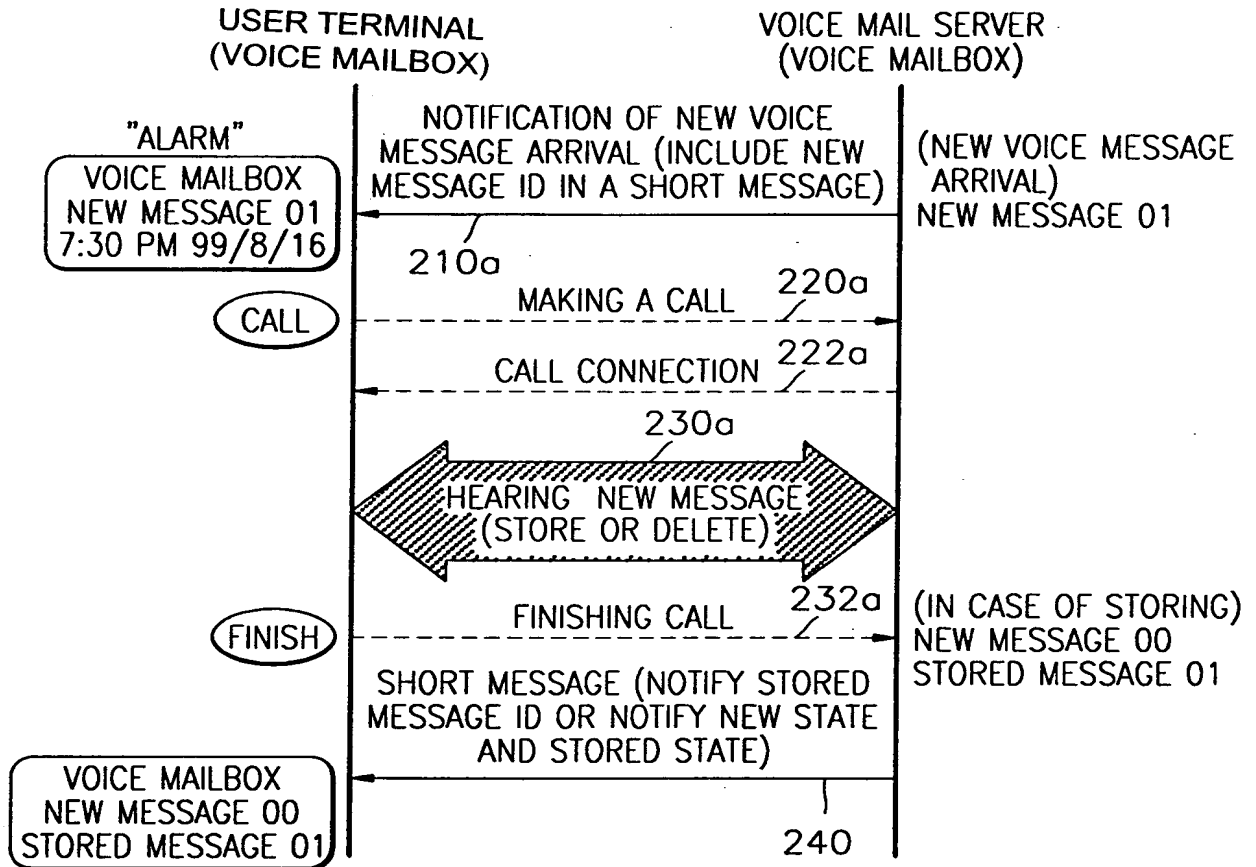 USER TERMINAL
(VOICE MAILBOX)
VOICE MAIL SERVER
(VOICE MAILBOX)
"ALARM"
VOICE MAILBOX
NEW MESSAGE 01
7:30 PM 99/8/16
NOTIFICATION OF NEW VOICE
MESSAGE ARRIVAL (INCLUDE NEW
MESSAGE ID IN A SHORT MESSAGE)
(NEW VOICE MESSAGE
ARRIVAL)
NEW MESSAGE 01
210a
CALL
MAKING A CALL
220a
CALL CONNECTION
222a
230a
HEARING NEW MESSAGE
(STORE OR DELETE)
FINISH
FINISHING CALL
232a
(IN CASE OF STORING)
NEW MESSAGE 00
STORED MESSAGE 01
SHORT MESSAGE (NOTIFY STORED
MESSAGE ID OR NOTIFY NEW STATE
AND STORED STATE)
VOICE MAILBOX
NEW MESSAGE 00
STORED MESSAGE 01
240